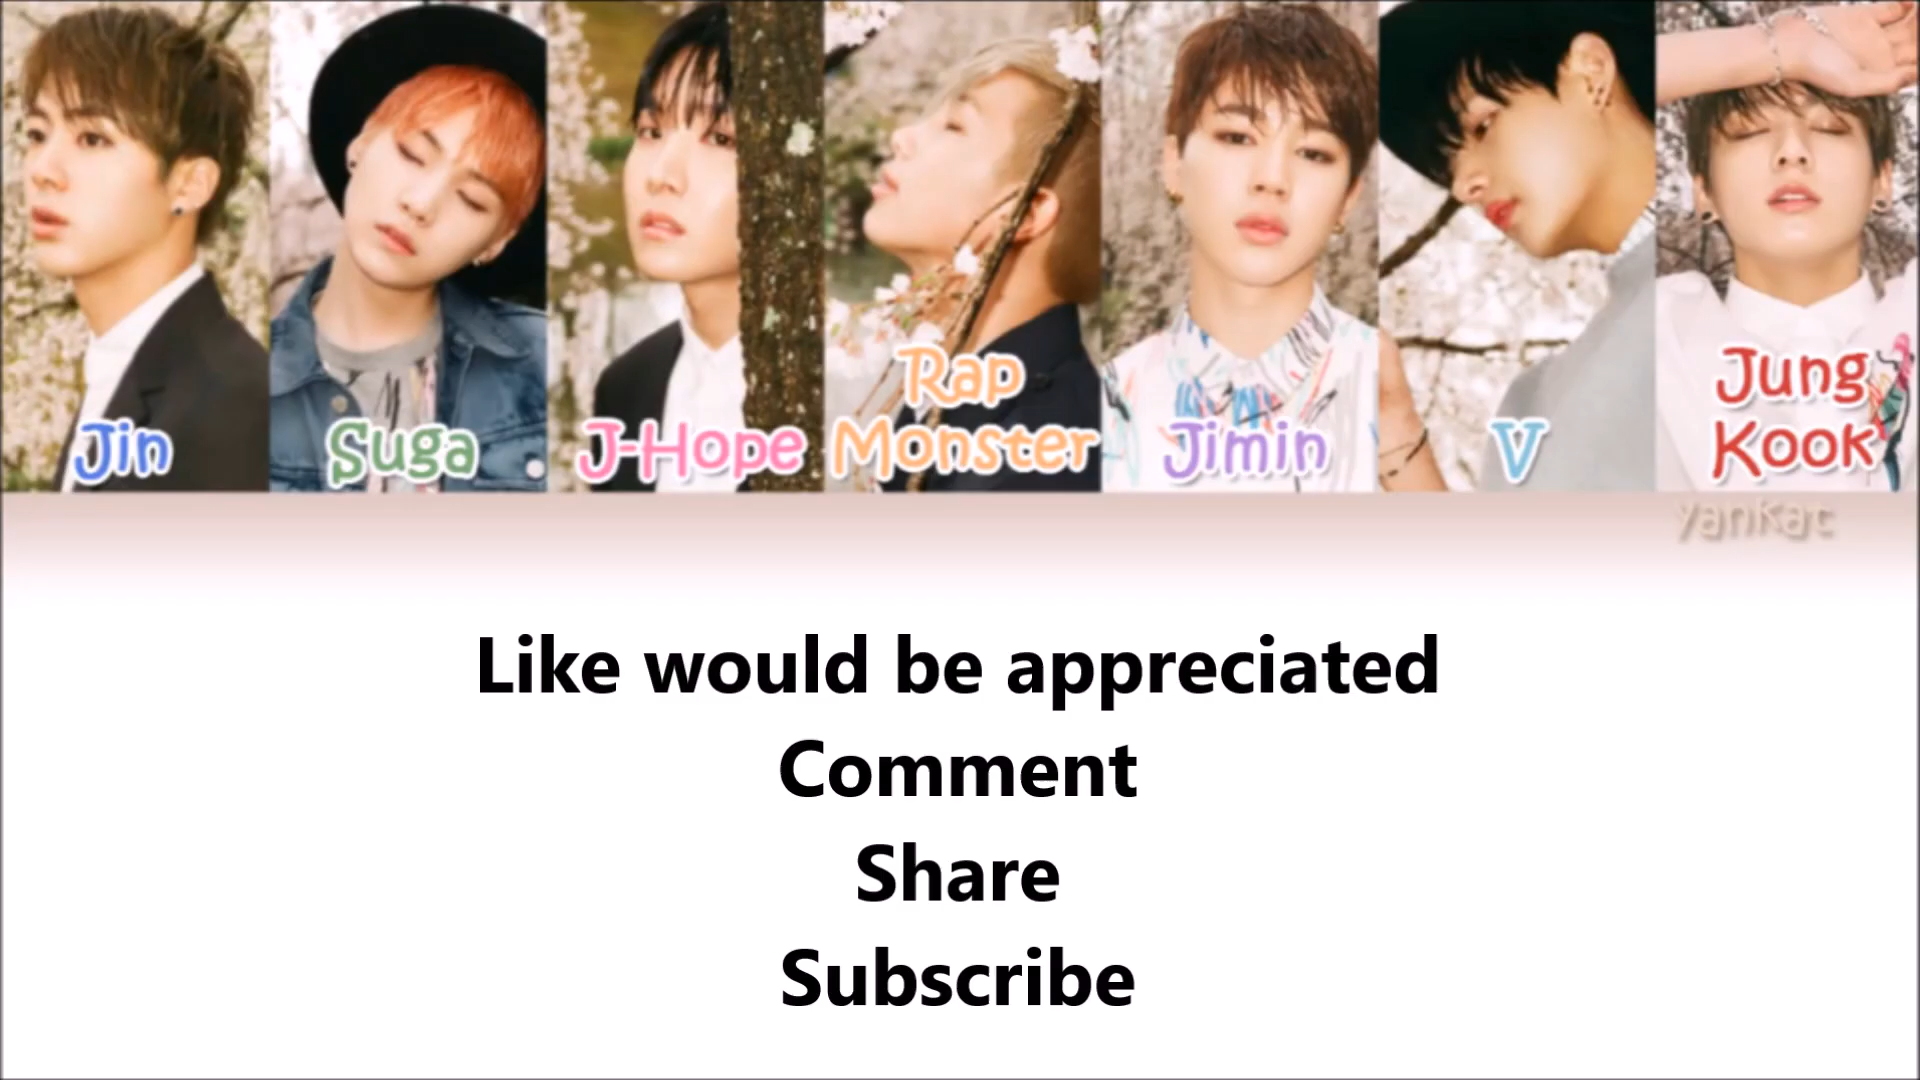 Jin
Suga
J-Hope
Rap
Monster
Jimin
V
Jung
Kook
yankat
Like would be appreciated
Comment
Share
Subscribe